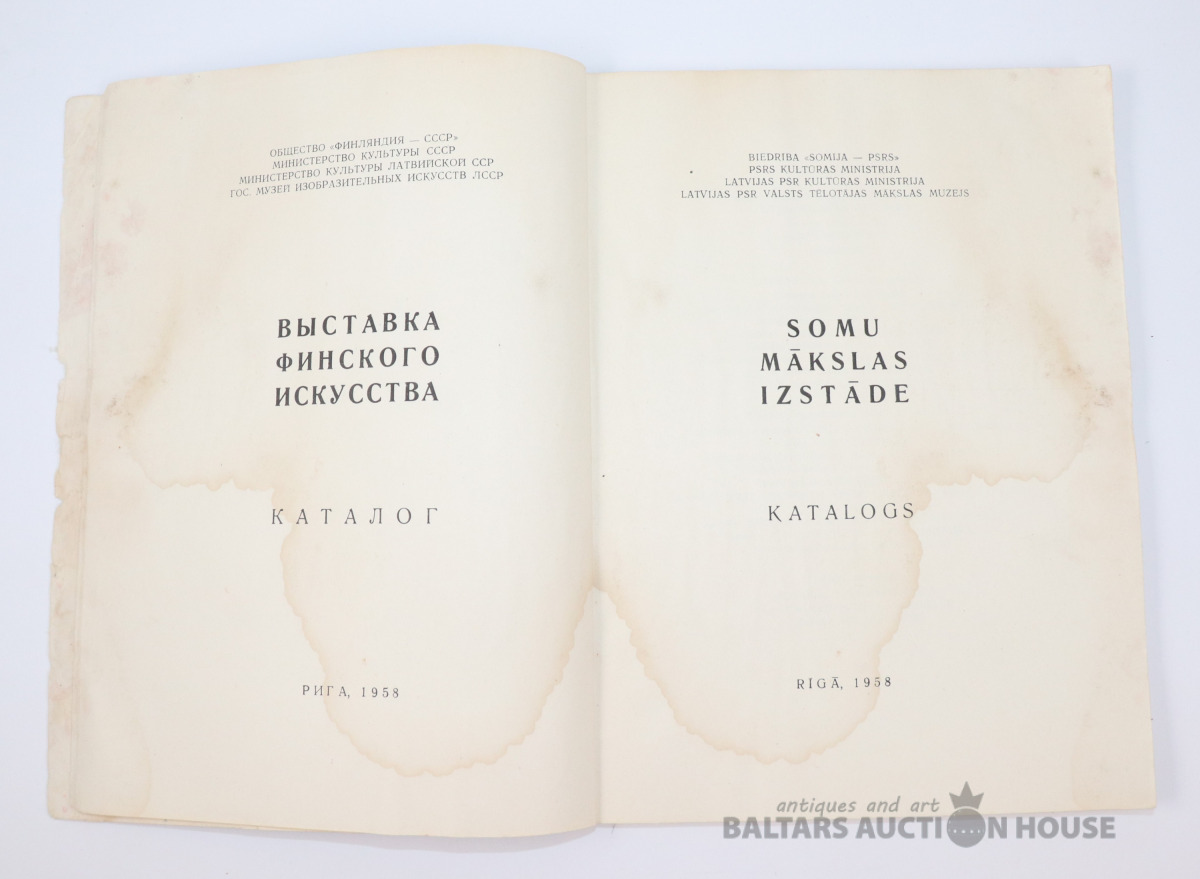 ОБЩЕСТВО «ФИНЛЯНДИЯ — СССР»
МИНИСТЕРСТВО КУЛЬТУРЫ СССР
МИНИСТЕРСТВО КУЛЬТУРЫ ЛАТВИЙСКОЙ ССР
ГОС. МУЗЕЙ ИЗОБРАЗИТЕЛЬНЫХ ИСКУССТВ ЛССР
ВЫСТАВКА
ФИНСКОГО
ИСКУССТВА
КАТАЛОГ
РИГА, 1958
BIEDRĪBA «SOMIJA — PSRS»
PSRS KULTŪRAS MINISTRIJA
LATVIJAS PSR KULTŪRAS MINISTRIJA
LATVIJAS PSR VALSTS TĒLOTĀJAS MĀKSLAS MUZEJS
SOMU
MĀKSLAS
IZSTĀDE
KATALOGS
RĪGĀ, 1958
antiques and art
BALTARS AUCTION HOUSE